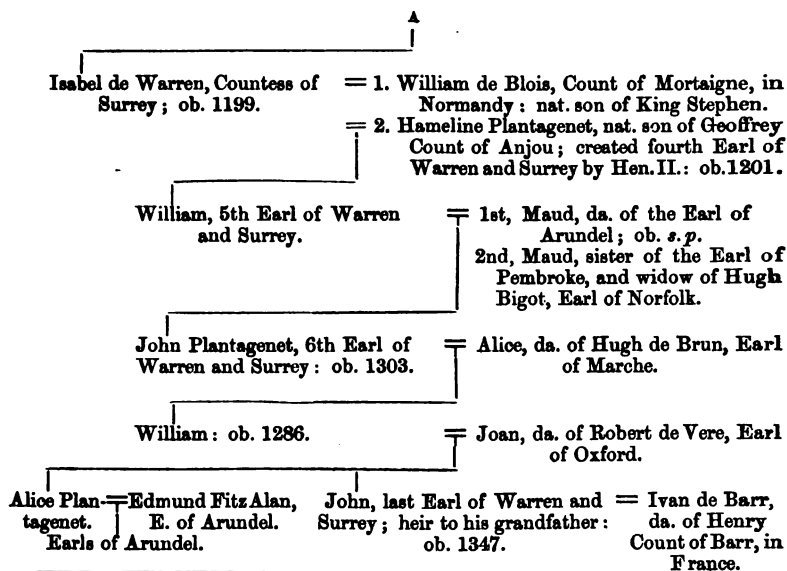 A
Isabel de Warren, Countess of
Surrey; ob. 1199.
= 1. William de Blois, Count of Mortaigne, in
Normandy: nat. son of King Stephen.
= 2. Hameline Plantagenet, nat. son of Geoffrey
Count of Anjou; created fourth Earl of
Warren and Surrey by Hen. II.: ob. 1201.
William, 5th Earl of Warren
and Surrey.
= 1st, Maud, da. of the Earl of
Arundel; ob. s.p.
2nd, Maud, sister of the Earl of
Pembroke, and widow of Hugh
Bigot, Earl of Norfolk.
John Plantagenet, 6th Earl of
Warren and Surrey: ob. 1303.
= Alice, da. of Hugh de Brun, Earl
of Marche.
William: ob. 1286.
= Joan, da. of Robert de Vere, Earl
of Oxford.
Alice Plan-
tagenet.
= Edmund Fitz Alan,
E. of Arundel.
Earls of Arundel.
John, last Earl of Warren and
Surrey; heir to his grandfather:
ob. 1347.
= Ivan de Barr,
da. of Henry
Count of Barr, in
France.